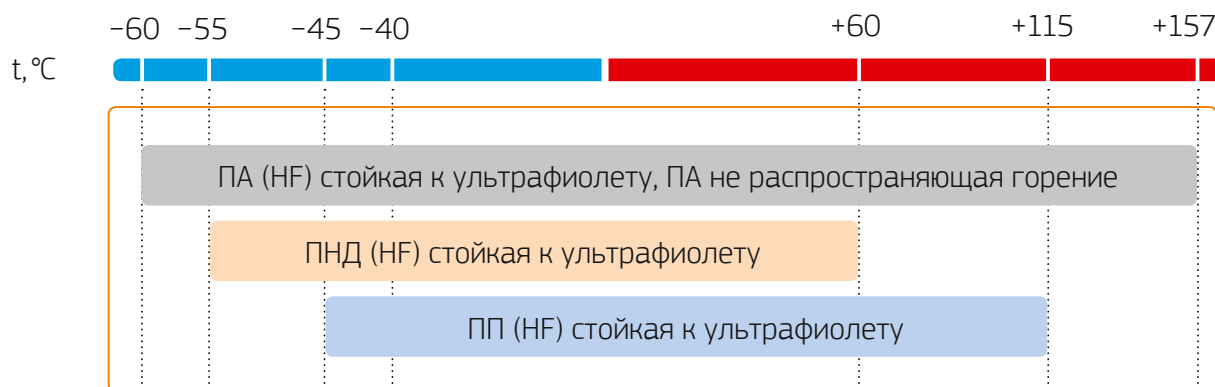 −60 −55 −45 −40 +60 +115 +157
t, °C
ПА (HF) стойкая к ультрафиолету, ПА не распространяющая горение
ПНД (HF) стойкая к ультрафиолету
ПП (HF) стойкая к ультрафиолету